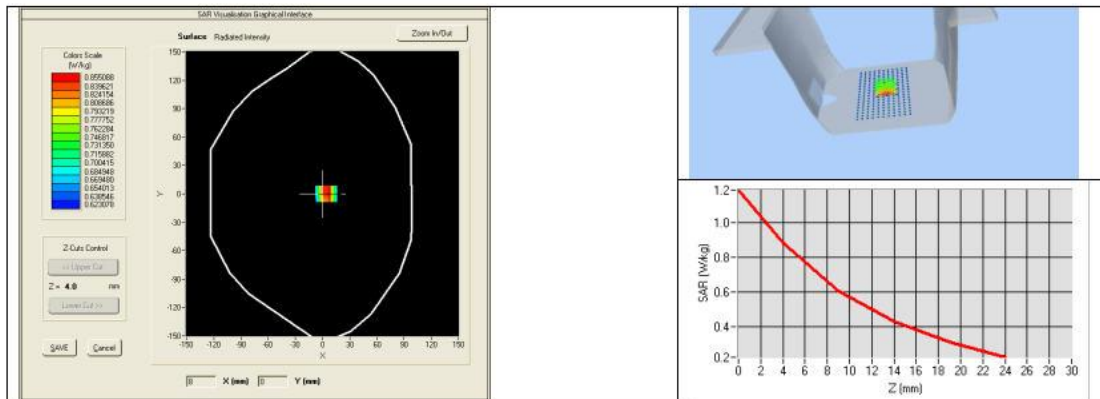 SAR Visualisation Graphical Interface
Surface Radiated Intensity
Zoom In/Out
Colors Scale
(W/kg)
0.855088
0.839621
0.824154
0.808686
0.793219
0.777752
0.762284
0.746817
0.731350
0.715882
0.700415
0.684948
0.669480
0.654013
0.638546
0.623078
Z-Cuts Control
<< Upper Cut
Z = 4.0 mm
Lower Cut >>
SAVE Cancel
150
120
90
60
30
0
-30
-60
-90
-120
-150
Y
-150 -120 -90 -60 -30 0 30 60 90 120 150
X
0 X (mm) 0 Y (mm)
SAR (W/kg)
1.2
1.0
0.8
0.6
0.4
0.2
0 2 4 6 8 10 12 14 16 18 20 22 24 26 28 30
Z (mm)